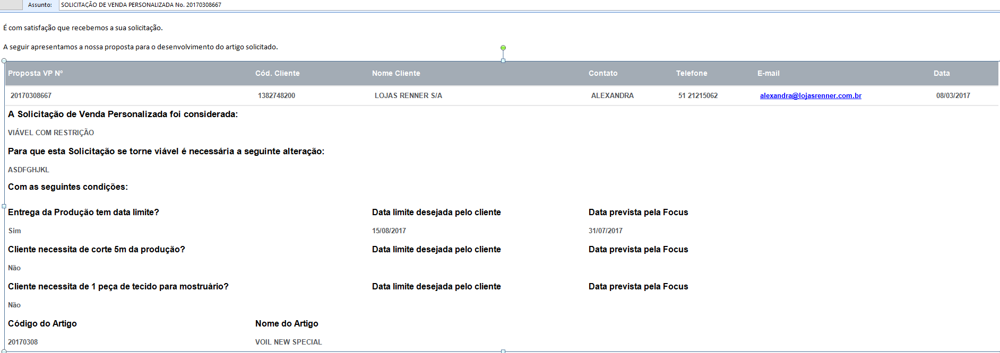 Assunto: SOLICITAÇÃO DE VENDA PERSONALIZADA No. 20170308667
É com satisfação que recebemos a sua solicitação.
A seguir apresentamos a nossa proposta para o desenvolvimento do artigo solicitado.
Proposta VP Nº Cód. Cliente Nome Cliente Contato Telefone E-mail Data
20170308667 1382748200 LOJAS RENNER S/A ALEXANDRA 51 21215062 alexandra@lojasrenner.com.br 08/03/2017
A Solicitação de Venda Personalizada foi considerada:
VIÁVEL COM RESTRIÇÃO
Para que esta Solicitação se torne viável é necessária a seguinte alteração:
ASDFGHJKL
Com as seguintes condições:
Entrega da Produção tem data limite? Data limite desejada pelo cliente Data prevista pela Focus
Sim 15/08/2017 31/07/2017
Cliente necessita de corte 5m da produção? Data limite desejada pelo cliente Data prevista pela Focus
Não
Cliente necessita de 1 peça de tecido para mostruário? Data limite desejada pelo cliente Data prevista pela Focus
Não
Código do Artigo Nome do Artigo
20170308 VOIL NEW SPECIAL